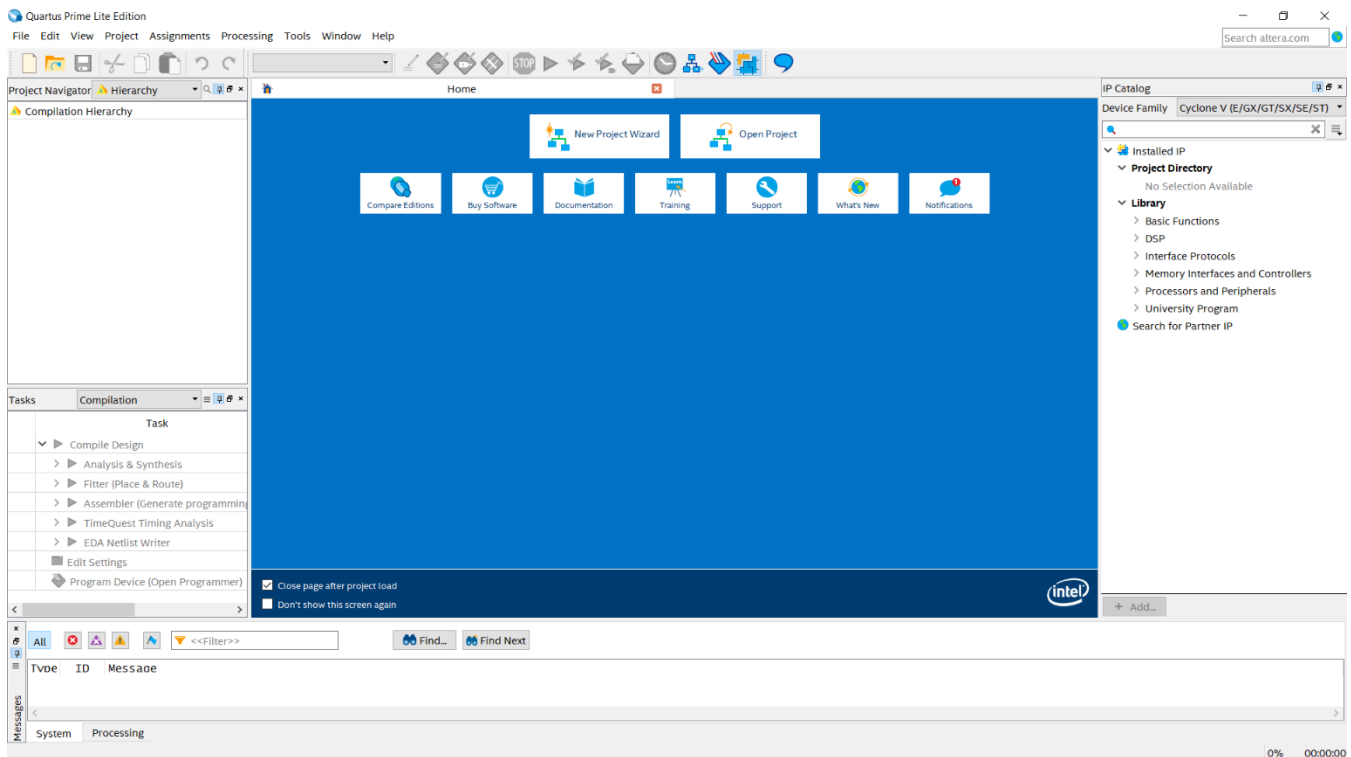 Quartus Prime Lite Edition
File Edit View Project Assignments Processing Tools Window Help
Search altera.com
STOP
Project Navigator Hierarchy
Compilation Hierarchy
Home
New Project Wizard
Open Project
Learn
1
Compare Editions
Buy Software
Documentation
Training
Support
What's New
Notifications
Close page after project load
Don't show this screen again
intel
IP Catalog
Device Family Cyclone V (E/GX/GT/SX/SE/ST)
Installed IP
Project Directory
No Selection Available
Library
Basic Functions
DSP
Interface Protocols
Memory Interfaces and Controllers
Processors and Peripherals
University Program
Search for Partner IP
+ Add...
Tasks Compilation
Task
Compile Design
Analysis & Synthesis
Fitter (Place & Route)
Assembler (Generate programming
TimeQuest Timing Analysis
EDA Netlist Writer
Edit Settings
Program Device (Open Programmer)
All <<Filter>> Find... Find Next
Type ID Message
Messages
System Processing
0% 00:00:00